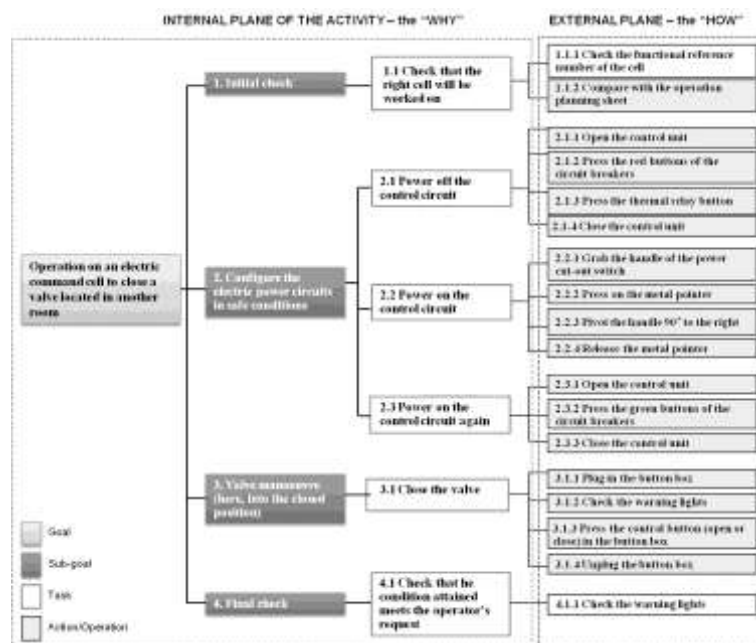 INTERNAL PLANE OF THE ACTIVITY – the "WHY"
EXTERNAL PLANE – the "HOW"
Operation on an electric
command cell to close a
valve located in another
room
1. Initial check
1.1 Check that the
right cell will be
worked on
1.1.1 Check the functional reference
number of the cell
1.1.2 Compare with the operation
planning sheet
2. Configure the
electric power circuits
in safe conditions
2.1 Power off the
control circuit
2.1.1 Open the control unit
2.1.2 Press the red buttons of the
circuit breakers
2.1.3 Press the thermal relay button
2.1.4 Close the control unit
2.2 Power on the
control circuit
2.2.1 Grab the handle of the power
cut-out switch
2.2.2 Press on the metal pointer
2.2.3 Pivot the handle 90° to the right
2.2.4 Release the metal pointer
2.3 Power on the
control circuit again
2.3.1 Open the control unit
2.3.2 Press the green buttons of the
circuit breakers
2.3.3 Close the control unit
3. Valve manoeuvre
(here, into the closed
position)
3.1 Close the valve
3.1.1 Plug in the button box
3.1.2 Check the warning lights
3.1.3 Press the control button (open or
close) in the button box
3.1.4 Unplug the button box
4. Final check
4.1 Check that he
condition attained
meets the operator's
request
4.1.1 Check the warning lights
Goal
Sub-goal
Task
Action/Operation